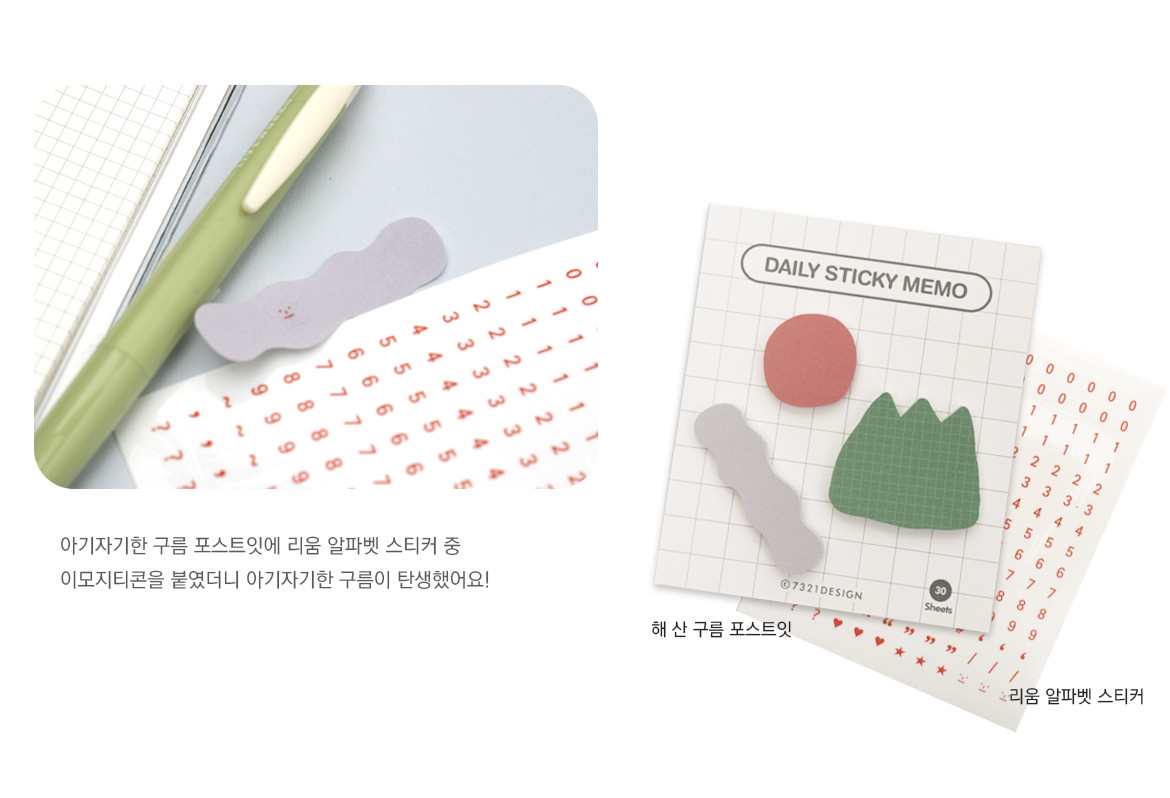 아기자기한 구름 포스트잇에 리움 알파벳 스티커 중
이모지티콘을 붙였더니 아기자기한 구름이 탄생했어요!
DAILY STICKY MEMO
ⓒ7321DESIGN
30
Sheets
해 산 구름 포스트잇
리움 알파벳 스티커